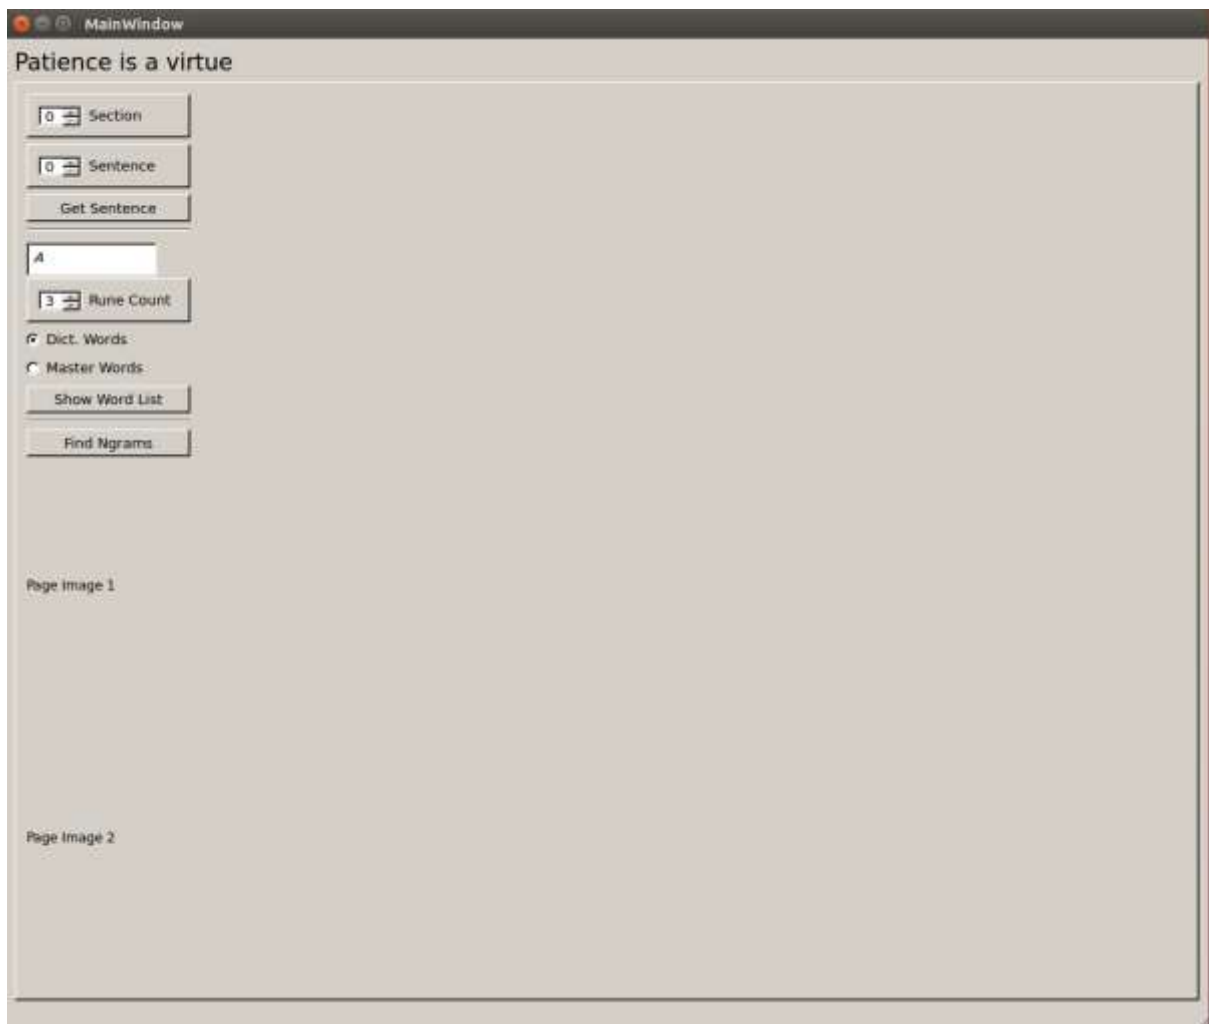 MainWindow
Patience is a virtue
0 Section
0 Sentence
Get Sentence
A
3 Rune Count
Dict. Words
Master Words
Show Word List
Find Ngrams
Page Image 1
Page Image 2